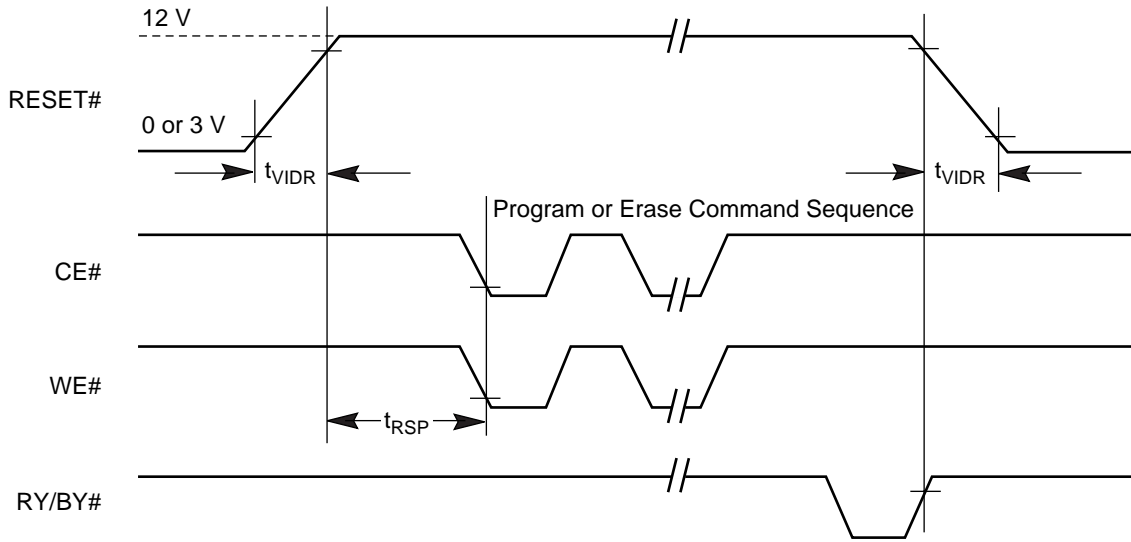 12 V
RESET#
0 or 3 V
tVIDR
tVIDR
Program or Erase Command Sequence
CE#
WE#
tRSP
RY/BY#